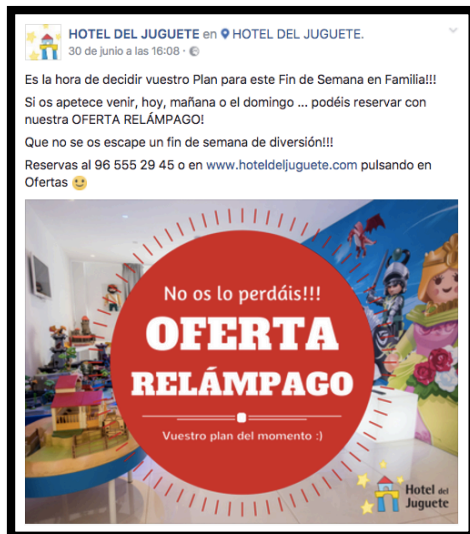 HOTEL DEL JUGUETE en HOTEL DEL JUGUETE.
30 de junio a las 16:08 ·
Es la hora de decidir vuestro Plan para este Fin de Semana en Familia!!!
Si os apetece venir, hoy, mañana o el domingo ... podéis reservar con
nuestra OFERTA RELÁMPAGO!
Que no se os escape un fin de semana de diversión!!!
Reservas al 96 555 29 45 o en www.hoteldeljuguete.com pulsando en
Ofertas 🙂
No os lo perdáis!!!
OFERTA
RELÁMPAGO
Vuestro plan del momento :)
Hotel del
Juguete